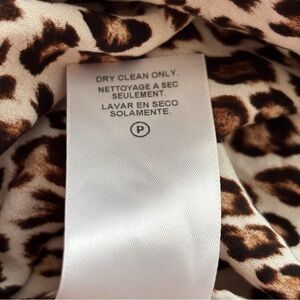 DRY CLEAN ONLY.
NETTOYAGE A SEC
SEULEMENT.
LAVAR EN SECO
SOLAMENTE.
P